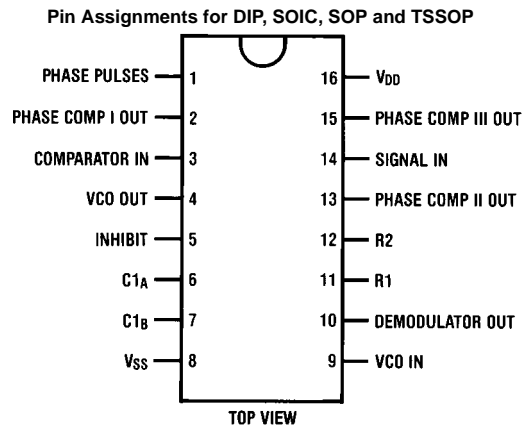 Pin Assignments for DIP, SOIC, SOP and TSSOP
PHASE PULSES 1 16 VDD
PHASE COMP I OUT 2 15 PHASE COMP III OUT
COMPARATOR IN 3 14 SIGNAL IN
VCO OUT 4 13 PHASE COMP II OUT
INHIBIT 5 12 R2
C1A 6 11 R1
C1B 7 10 DEMODULATOR OUT
VSS 8 9 VCO IN
TOP VIEW